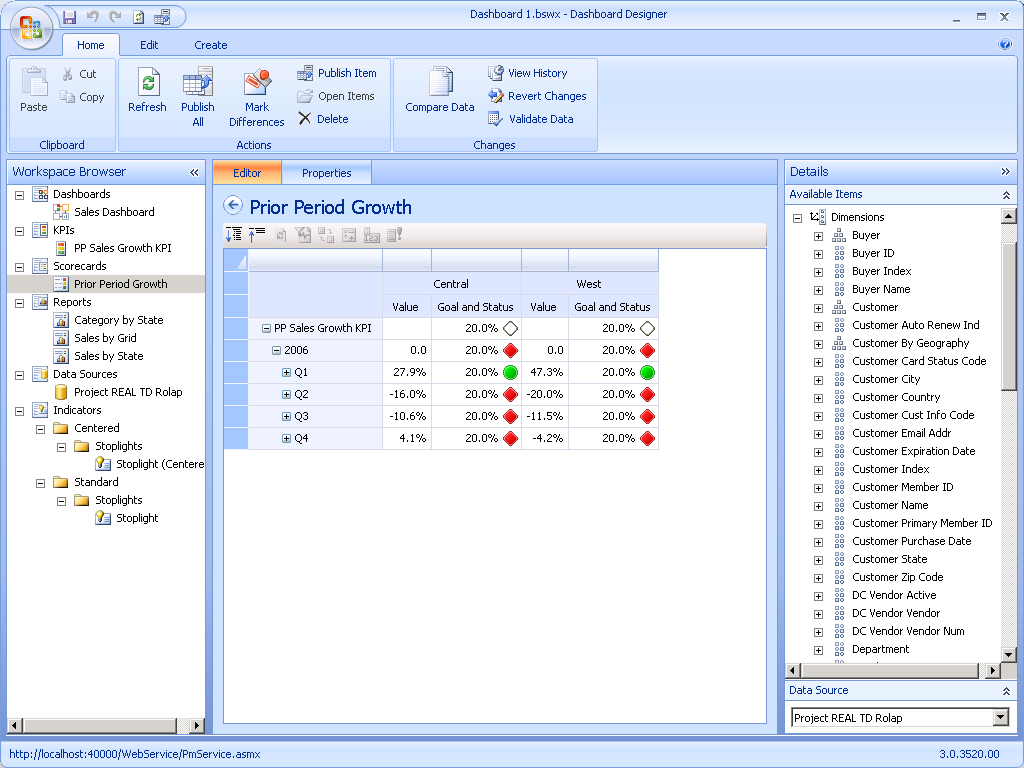 Dashboard 1.bswx - Dashboard Designer
Home Edit Create
Paste
Cut
Copy
Clipboard
Refresh
Publish All
Mark Differences
Publish Item
Open Items
Delete
Actions
Compare Data
View History
Revert Changes
Validate Data
Changes
Workspace Browser «
Dashboards
Sales Dashboard
KPIs
PP Sales Growth KPI
Scorecards
Prior Period Growth
Reports
Category by State
Sales by Grid
Sales by State
Data Sources
Project REAL TD Rolap
Indicators
Centered
Stoplights
Stoplight (Centere
Standard
Stoplights
Stoplight
Editor Properties
Prior Period Growth
Central West
Value Goal and Status Value Goal and Status
PP Sales Growth KPI 20.0% 20.0%
2006 0.0 20.0% 0.0 20.0%
Q1 27.9% 20.0% 47.3% 20.0%
Q2 -16.0% 20.0% -20.0% 20.0%
Q3 -10.6% 20.0% -11.5% 20.0%
Q4 4.1% 20.0% -4.2% 20.0%
Details »
Available Items
Dimensions
Buyer
Buyer ID
Buyer Index
Buyer Name
Customer
Customer Auto Renew Ind
Customer By Geography
Customer Card Status Code
Customer City
Customer Country
Customer Cust Info Code
Customer Email Addr
Customer Expiration Date
Customer Index
Customer Member ID
Customer Name
Customer Primary Member ID
Customer Purchase Date
Customer State
Customer Zip Code
DC Vendor Active
DC Vendor Vendor
DC Vendor Vendor Num
Department
Data Source
Project REAL TD Rolap
http://localhost:40000/WebService/PmService.asmx
3.0.3520.00